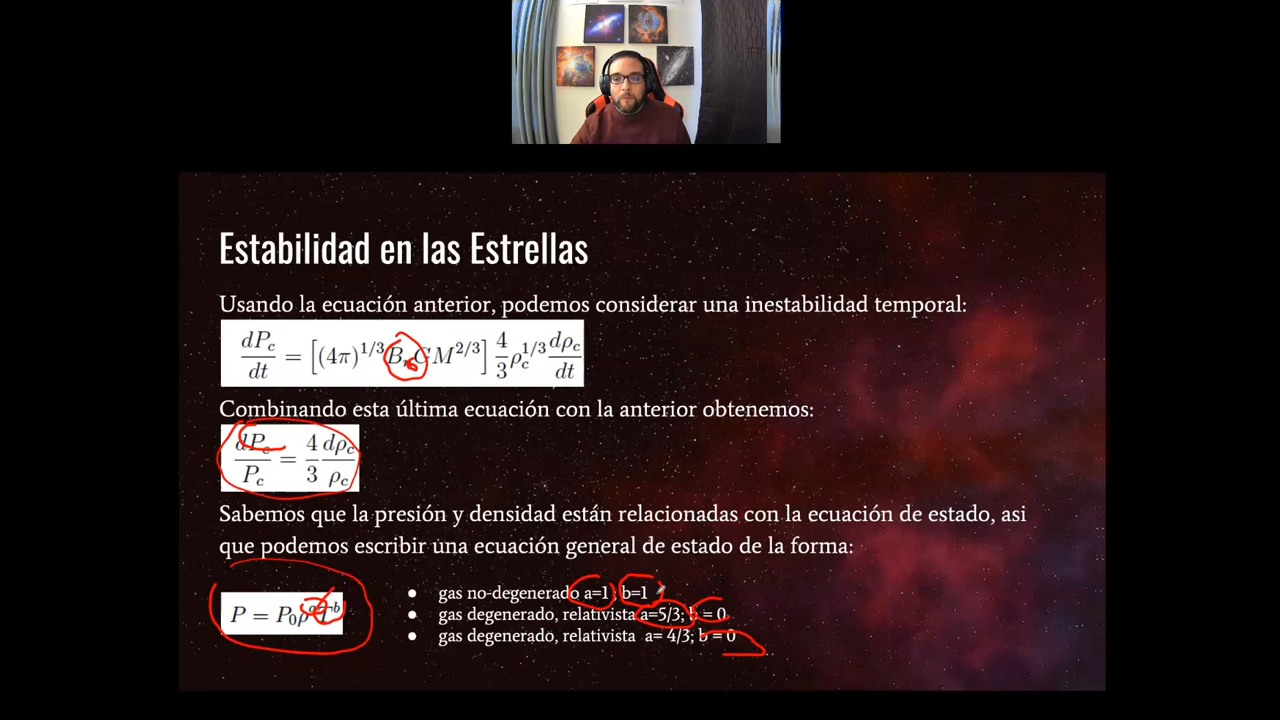 Estabilidad en las Estrellas
Usando la ecuación anterior, podemos considerar una inestabilidad temporal:
dP_c/dt = [(4π)^{1/3} B_n G M^{2/3}] 4/3 ρ_c^{1/3} dρ_c/dt
Combinando esta última ecuación con la anterior obtenemos:
dP_c/P_c = 4/3 dρ_c/ρ_c
Sabemos que la presión y densidad están relacionadas con la ecuación de estado, asi
que podemos escribir una ecuación general de estado de la forma:
P = P_0 ρ^a T^b
● gas no-degenerado a=1 ; b=1
● gas degenerado, relativista a=5/3; b = 0
● gas degenerado, relativista a= 4/3; b = 0